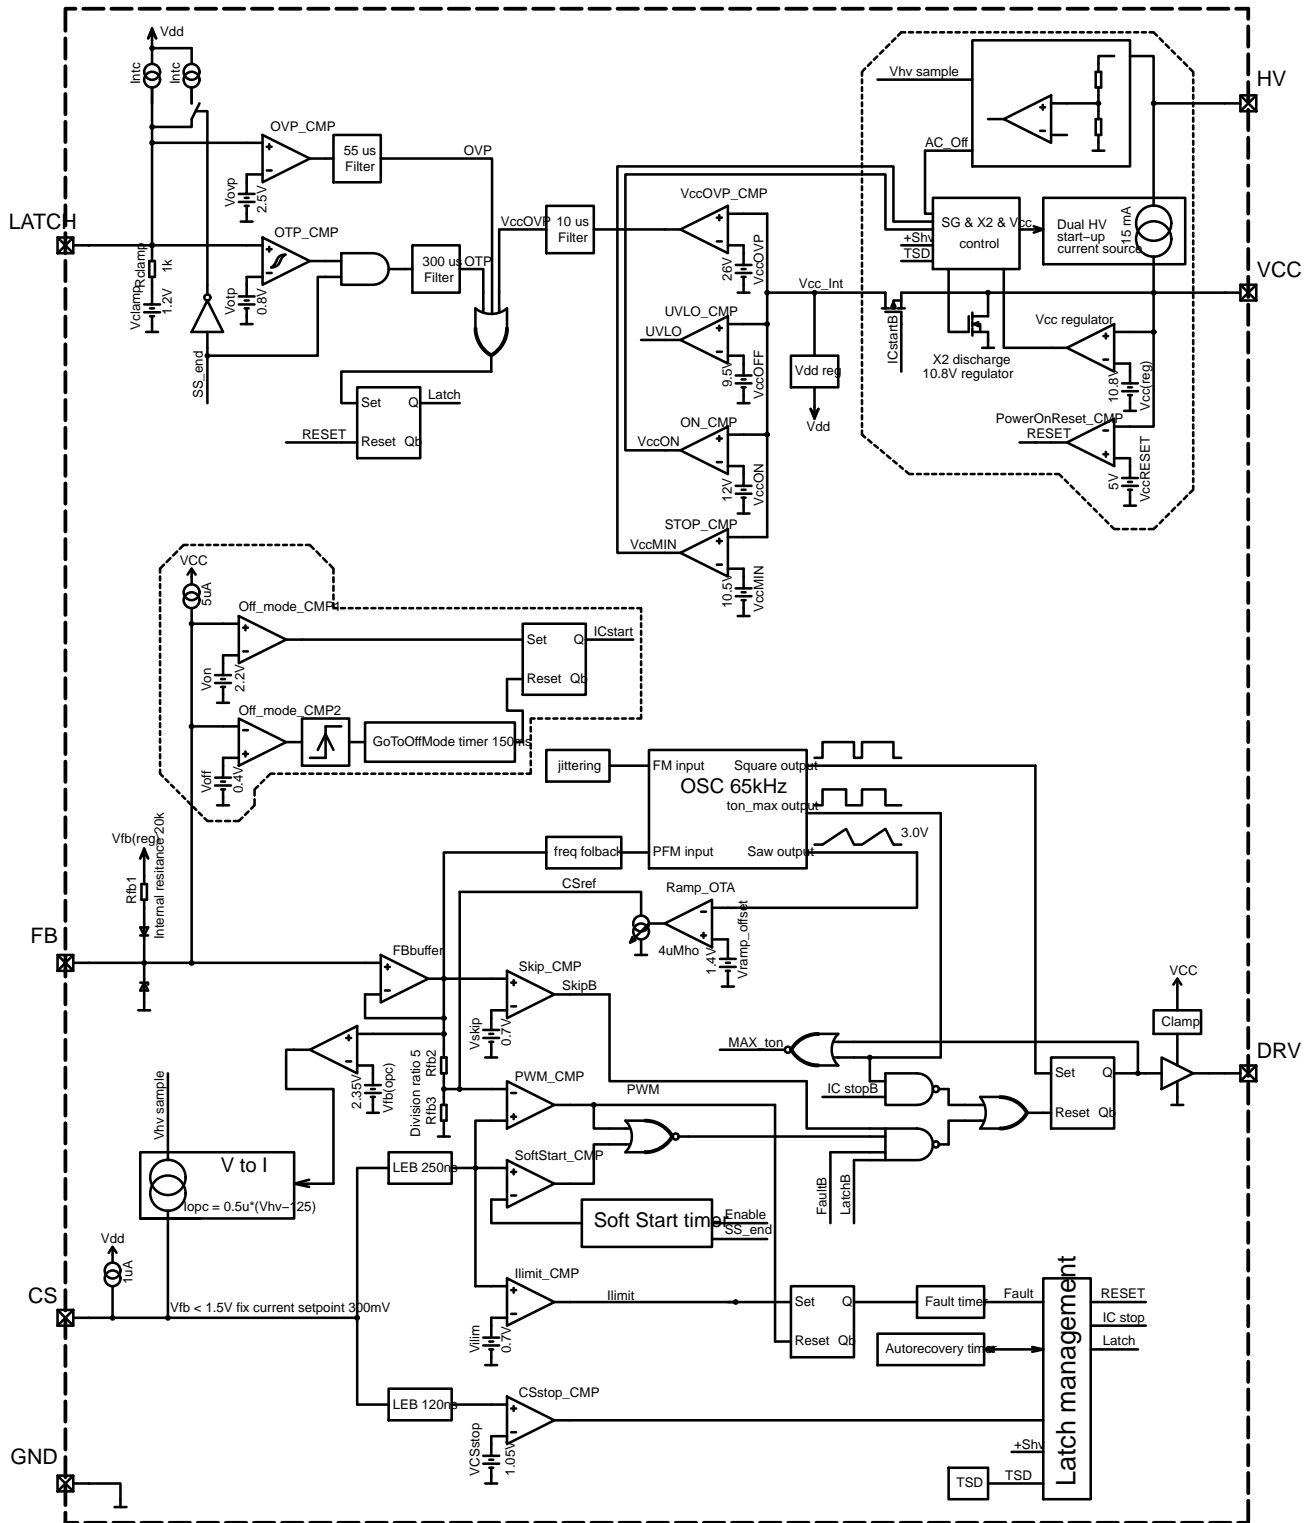 Vdd
Intc
Intc
OVP_CMP
55 us
Filter
OVP
Vovp
2.5V
LATCH
OTP_CMP
300 us
Filter
OTP
Rclamp
1k
Vclamp
1.2V
Votp
0.8V
SS_end
Set
Q
Latch
RESET
Reset
Qb
VccOVP
10 us
Filter
VccOVP_CMP
26V
VccOVP
UVLO_CMP
UVLO
9.5V
VccOFF
ON_CMP
VccON
12V
VccON
STOP_CMP
VccMIN
10.5V
VccMIN
Vcc_Int
Vdd reg
Vdd
ICstartB
Vhv sample
AC_Off
SG & X2 & Vcc
control
+Shv
TSD
Dual HV
start-up
current source
15 mA
HV
VCC
Vcc regulator
X2 discharge
10.8V regulator
10.8V
Vcc(reg)
PowerOnReset_CMP
RESET
5V
VccRESET
VCC
5uA
Off_mode_CMP1
Von
2.2V
Set
Q
ICstart
Reset
Qb
Off_mode_CMP2
GoToOffMode timer 150ms
Voff
0.4V
jittering
FM input
Square output
OSC 65kHz
ton_max output
freq folback
PFM input
Saw output
3.0V
Vfb(reg)
Rfb1
Internal resitance 20k
CSref
Ramp_OTA
4uMho
1.4V
Vramp_offset
FB
FBbuffer
Skip_CMP
SkipB
Vskip
0.7V
2.35V
Vfb(opc)
Division ratio 5
Rfb2
Rfb3
PWM_CMP
PWM
MAX_ton
IC stopB
VCC
Clamp
DRV
Set
Q
Reset
Qb
Vhv sample
V to I
Iopc = 0.5u*(Vhv-125)
LEB 250ns
SoftStart_CMP
Soft Start timer
Enable
SS_end
FaultB
LatchB
Vdd
1uA
CS
Vfb < 1.5V fix current setpoint 300mV
Ilimit_CMP
Ilimit
Vilim
0.7V
Set
Q
Reset
Qb
Fault timer
Fault
Autorecovery timer
Latch management
RESET
IC stop
Latch
LEB 120ns
CSstop_CMP
VCSstop
1.05V
+Shv
TSD
TSD
GND